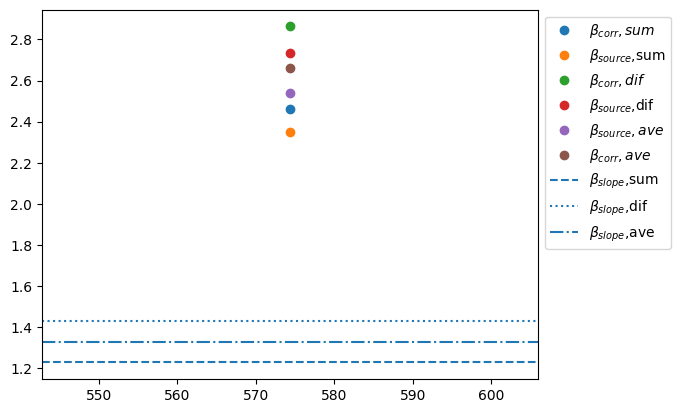 2.8
2.6
2.4
2.2
2.0
1.8
1.6
1.4
1.2
550 560 570 580 590 600
β_corr, sum
β_source,sum
β_corr, dif
β_source,dif
β_source, ave
β_corr, ave
β_slope,sum
β_slope,dif
β_slope,ave